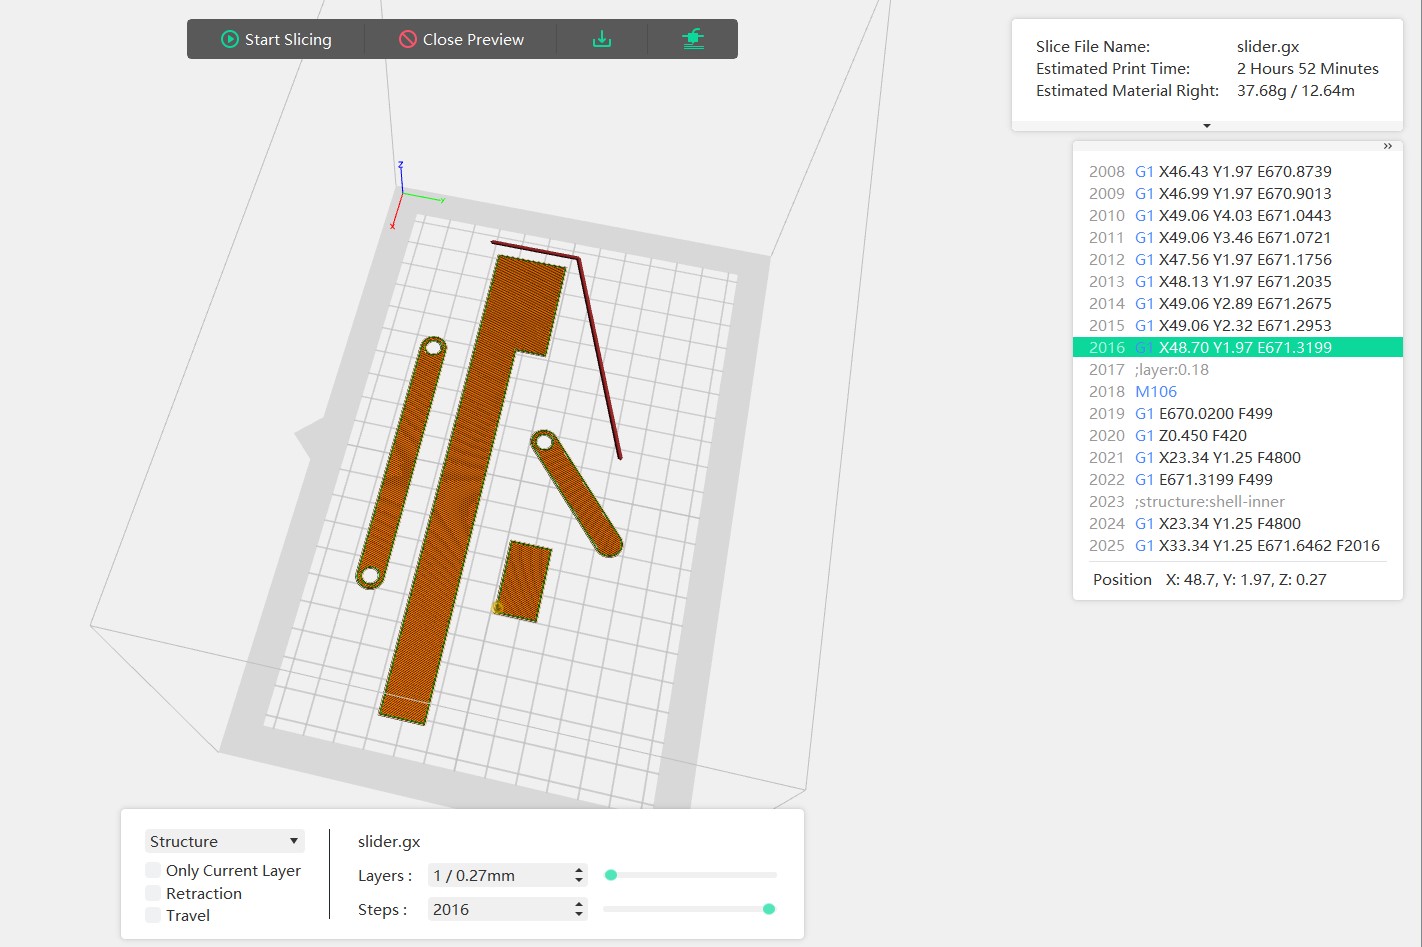 Start Slicing
Close Preview
Slice File Name: slider.gx
Estimated Print Time: 2 Hours 52 Minutes
Estimated Material Right: 37.68g / 12.64m
»
2008 G1 X46.43 Y1.97 E670.8739
2009 G1 X46.99 Y1.97 E670.9013
2010 G1 X49.06 Y4.03 E671.0443
2011 G1 X49.06 Y3.46 E671.0721
2012 G1 X47.56 Y1.97 E671.1756
2013 G1 X48.13 Y1.97 E671.2035
2014 G1 X49.06 Y2.89 E671.2675
2015 G1 X49.06 Y2.32 E671.2953
2016 G1 X48.70 Y1.97 E671.3199
2017 ;layer:0.18
2018 M106
2019 G1 E670.0200 F499
2020 G1 Z0.450 F420
2021 G1 X23.34 Y1.25 F4800
2022 G1 E671.3199 F499
2023 ;structure:shell-inner
2024 G1 X23.34 Y1.25 F4800
2025 G1 X33.34 Y1.25 E671.6462 F2016
Position X: 48.7, Y: 1.97, Z: 0.27
Z
Y
X
Structure
Only Current Layer
Retraction
Travel
slider.gx
Layers : 1 / 0.27mm
Steps : 2016